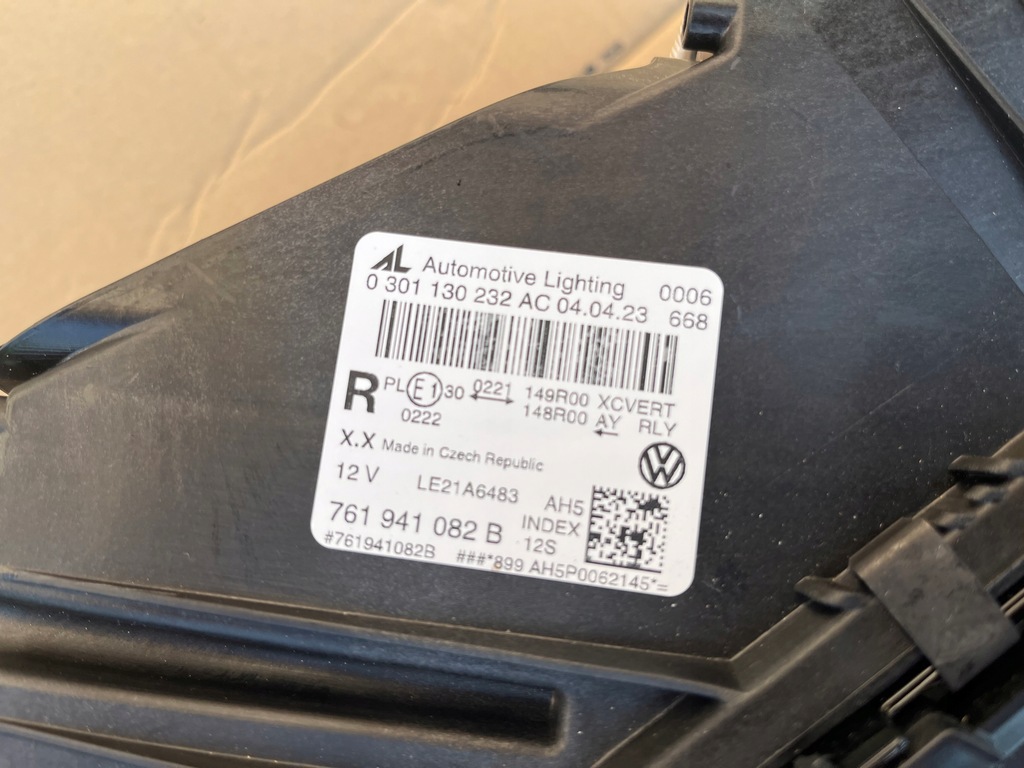 AL Automotive Lighting 0006
0 301 130 232 AC 04.04.23 668
R PL E1 30 0221 149R00 XCVERT
0222 148R00 AY RLY
X.X Made in Czech Republic
12 V LE21A6483 AH5
761 941 082 B INDEX
12S
#761941082B ###*899 AH5P0062145*=